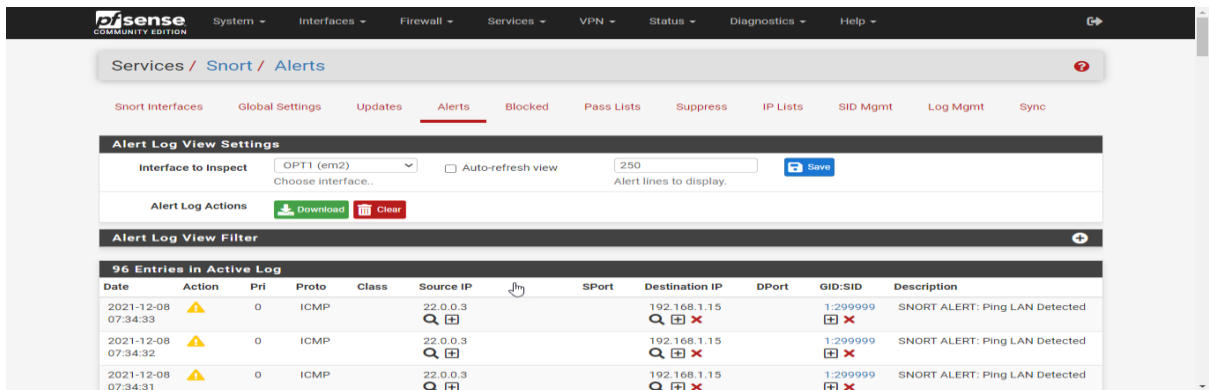 pfsense
COMMUNITY EDITION
System Interfaces Firewall Services VPN Status Diagnostics Help
Services / Snort / Alerts
Snort Interfaces Global Settings Updates Alerts Blocked Pass Lists Suppress IP Lists SID Mgmt Log Mgmt Sync
Alert Log View Settings
Interface to Inspect OPT1 (em2) Auto-refresh view 250 Save
Choose interface.. Alert lines to display.
Alert Log Actions Download Clear
Alert Log View Filter
96 Entries in Active Log
Date Action Pri Proto Class Source IP SPort Destination IP DPort GID:SID Description
2021-12-08 0 ICMP 22.0.0.3 192.168.1.15 1:299999 SNORT ALERT: Ping LAN Detected
07:34:33
2021-12-08 0 ICMP 22.0.0.3 192.168.1.15 1:299999 SNORT ALERT: Ping LAN Detected
07:34:32
2021-12-08 0 ICMP 22.0.0.3 192.168.1.15 1:299999 SNORT ALERT: Ping LAN Detected
07:34:31